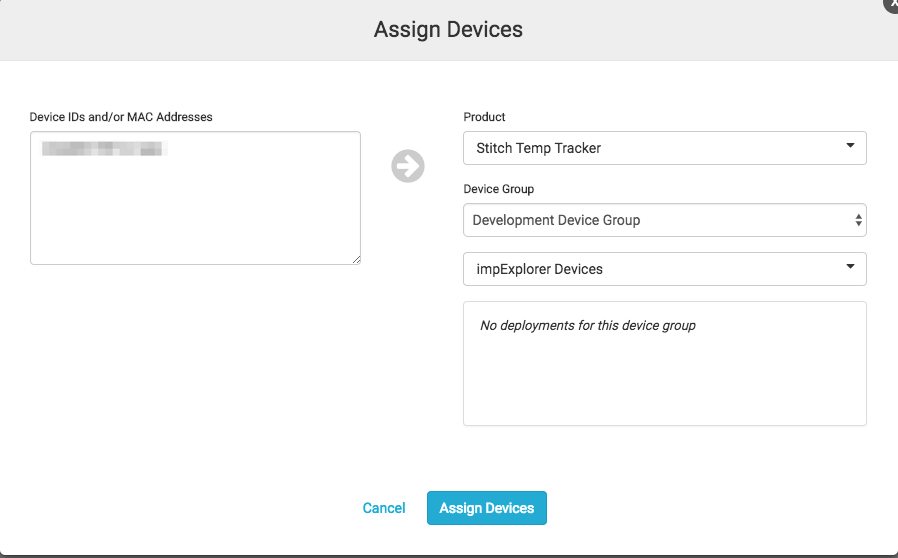 Assign Devices
Device IDs and/or MAC Addresses
Product
Stitch Temp Tracker
Device Group
Development Device Group
impExplorer Devices
No deployments for this device group
Cancel
Assign Devices